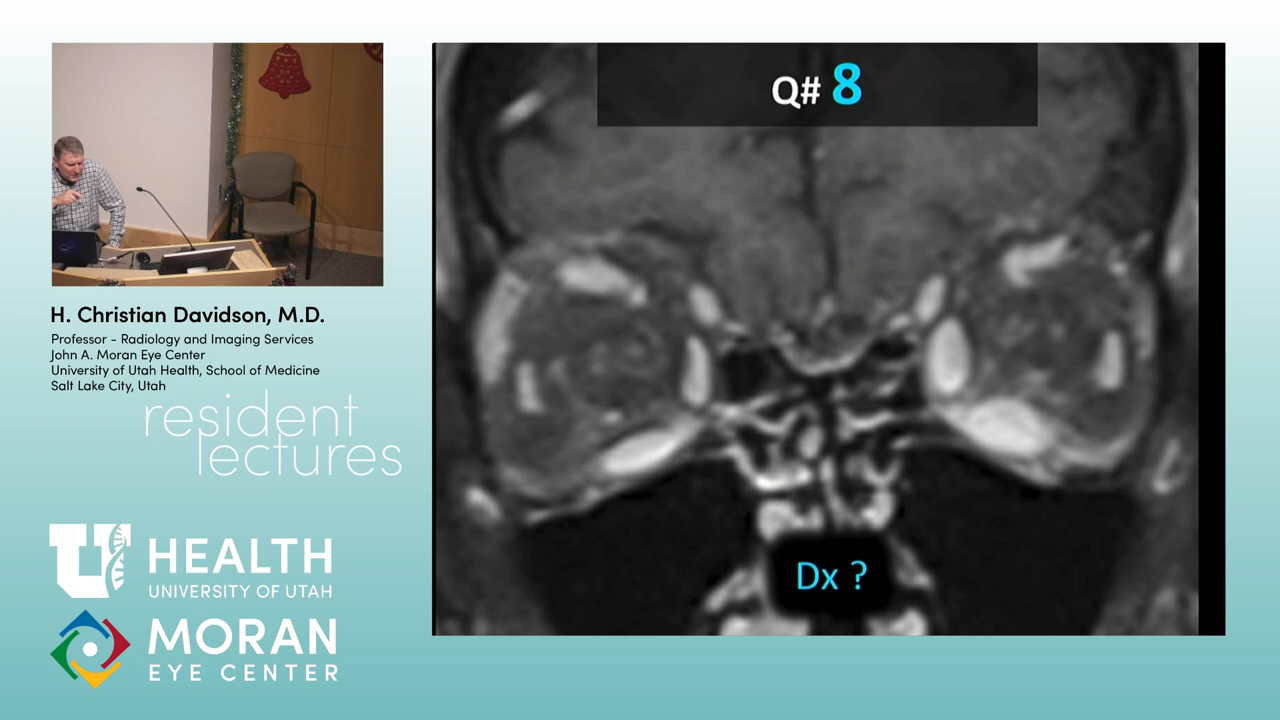 Q# 8
Dx ?
H. Christian Davidson, M.D.
Professor - Radiology and Imaging Services
John A. Moran Eye Center
University of Utah Health, School of Medicine
Salt Lake City, Utah
resident
lectures
U HEALTH
UNIVERSITY OF UTAH
MORAN
EYE CENTER